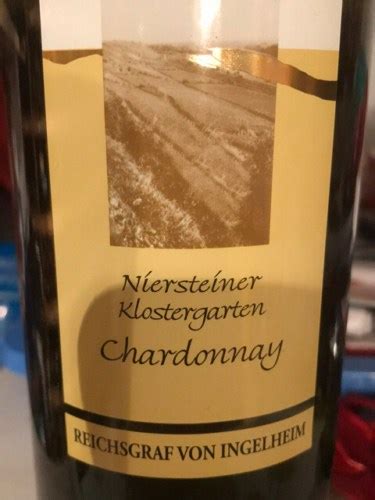 Niersteiner
Klostergarten
Chardonnay
REICHSGRAF VON INGELHEIM